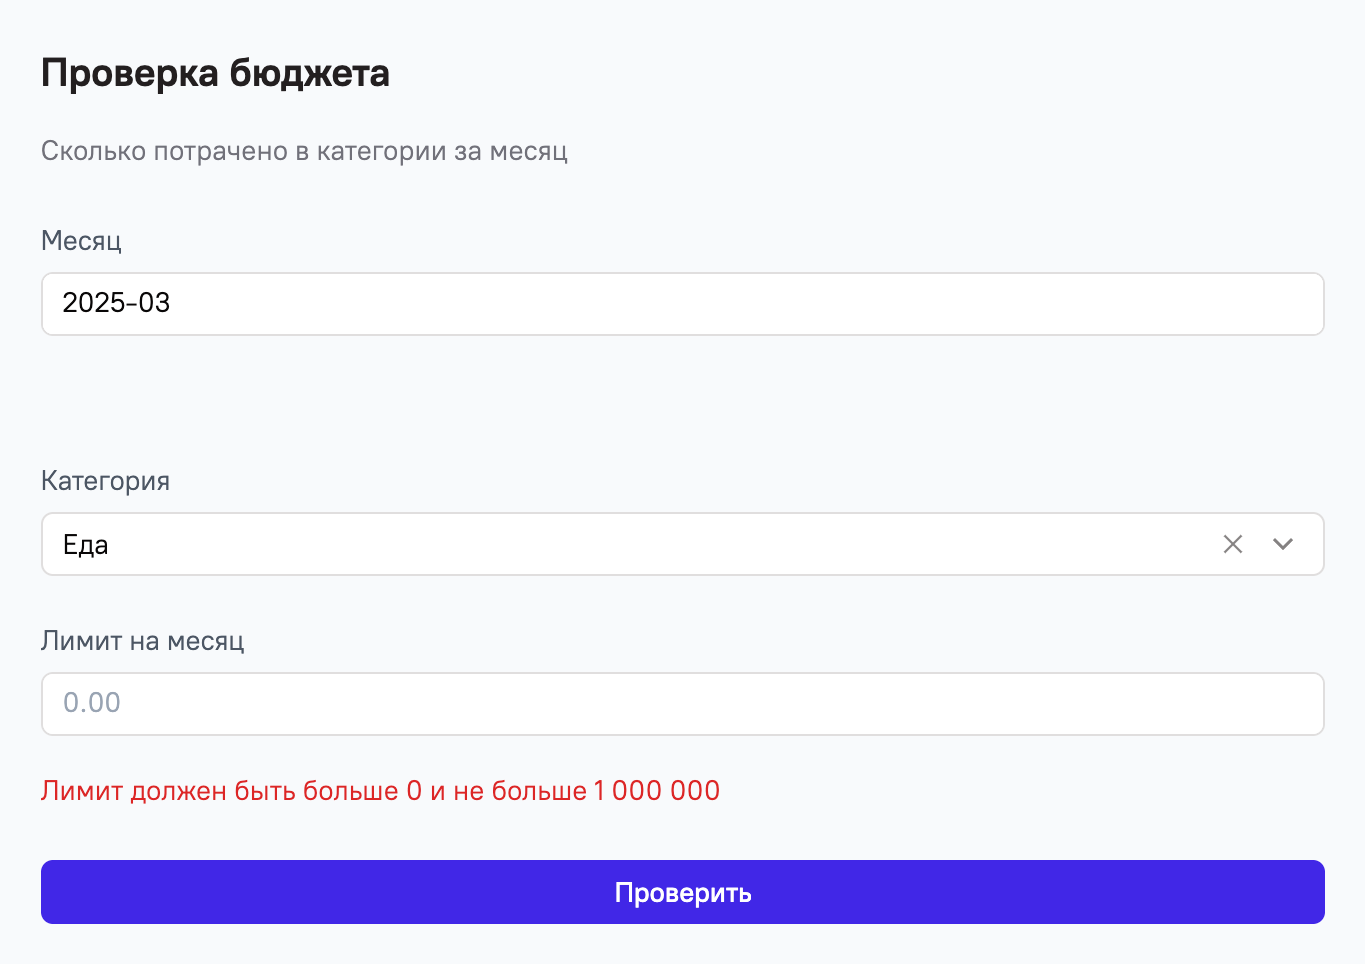 Проверка бюджета
Сколько потрачено в категории за месяц
Месяц
2025-03
Категория
Еда
Лимит на месяц
0.00
Лимит должен быть больше 0 и не больше 1 000 000
Проверить